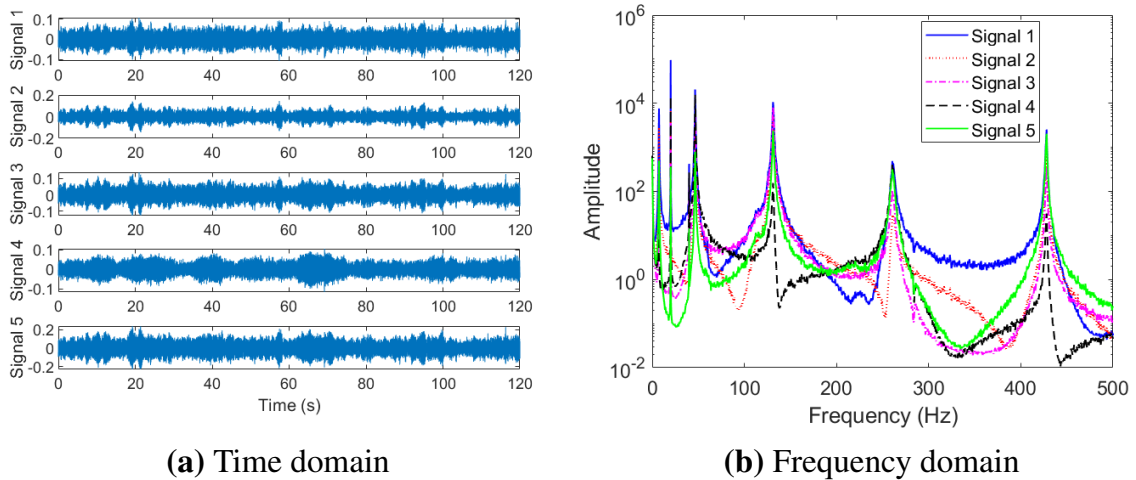 Signal 1
0.1
0
-0.1
0 20 40 60 80 100 120
Signal 2
0.2
0
-0.2
0 20 40 60 80 100 120
Signal 3
0.1
0
-0.1
0 20 40 60 80 100 120
Signal 4
0.1
0
-0.1
0 20 40 60 80 100 120
Signal 5
0.2
0
-0.2
0 20 40 60 80 100 120
Time (s)
(a) Time domain
Amplitude
10^6
10^4
10^2
10^0
10^-2
0 100 200 300 400 500
Frequency (Hz)
Signal 1
Signal 2
Signal 3
Signal 4
Signal 5
(b) Frequency domain